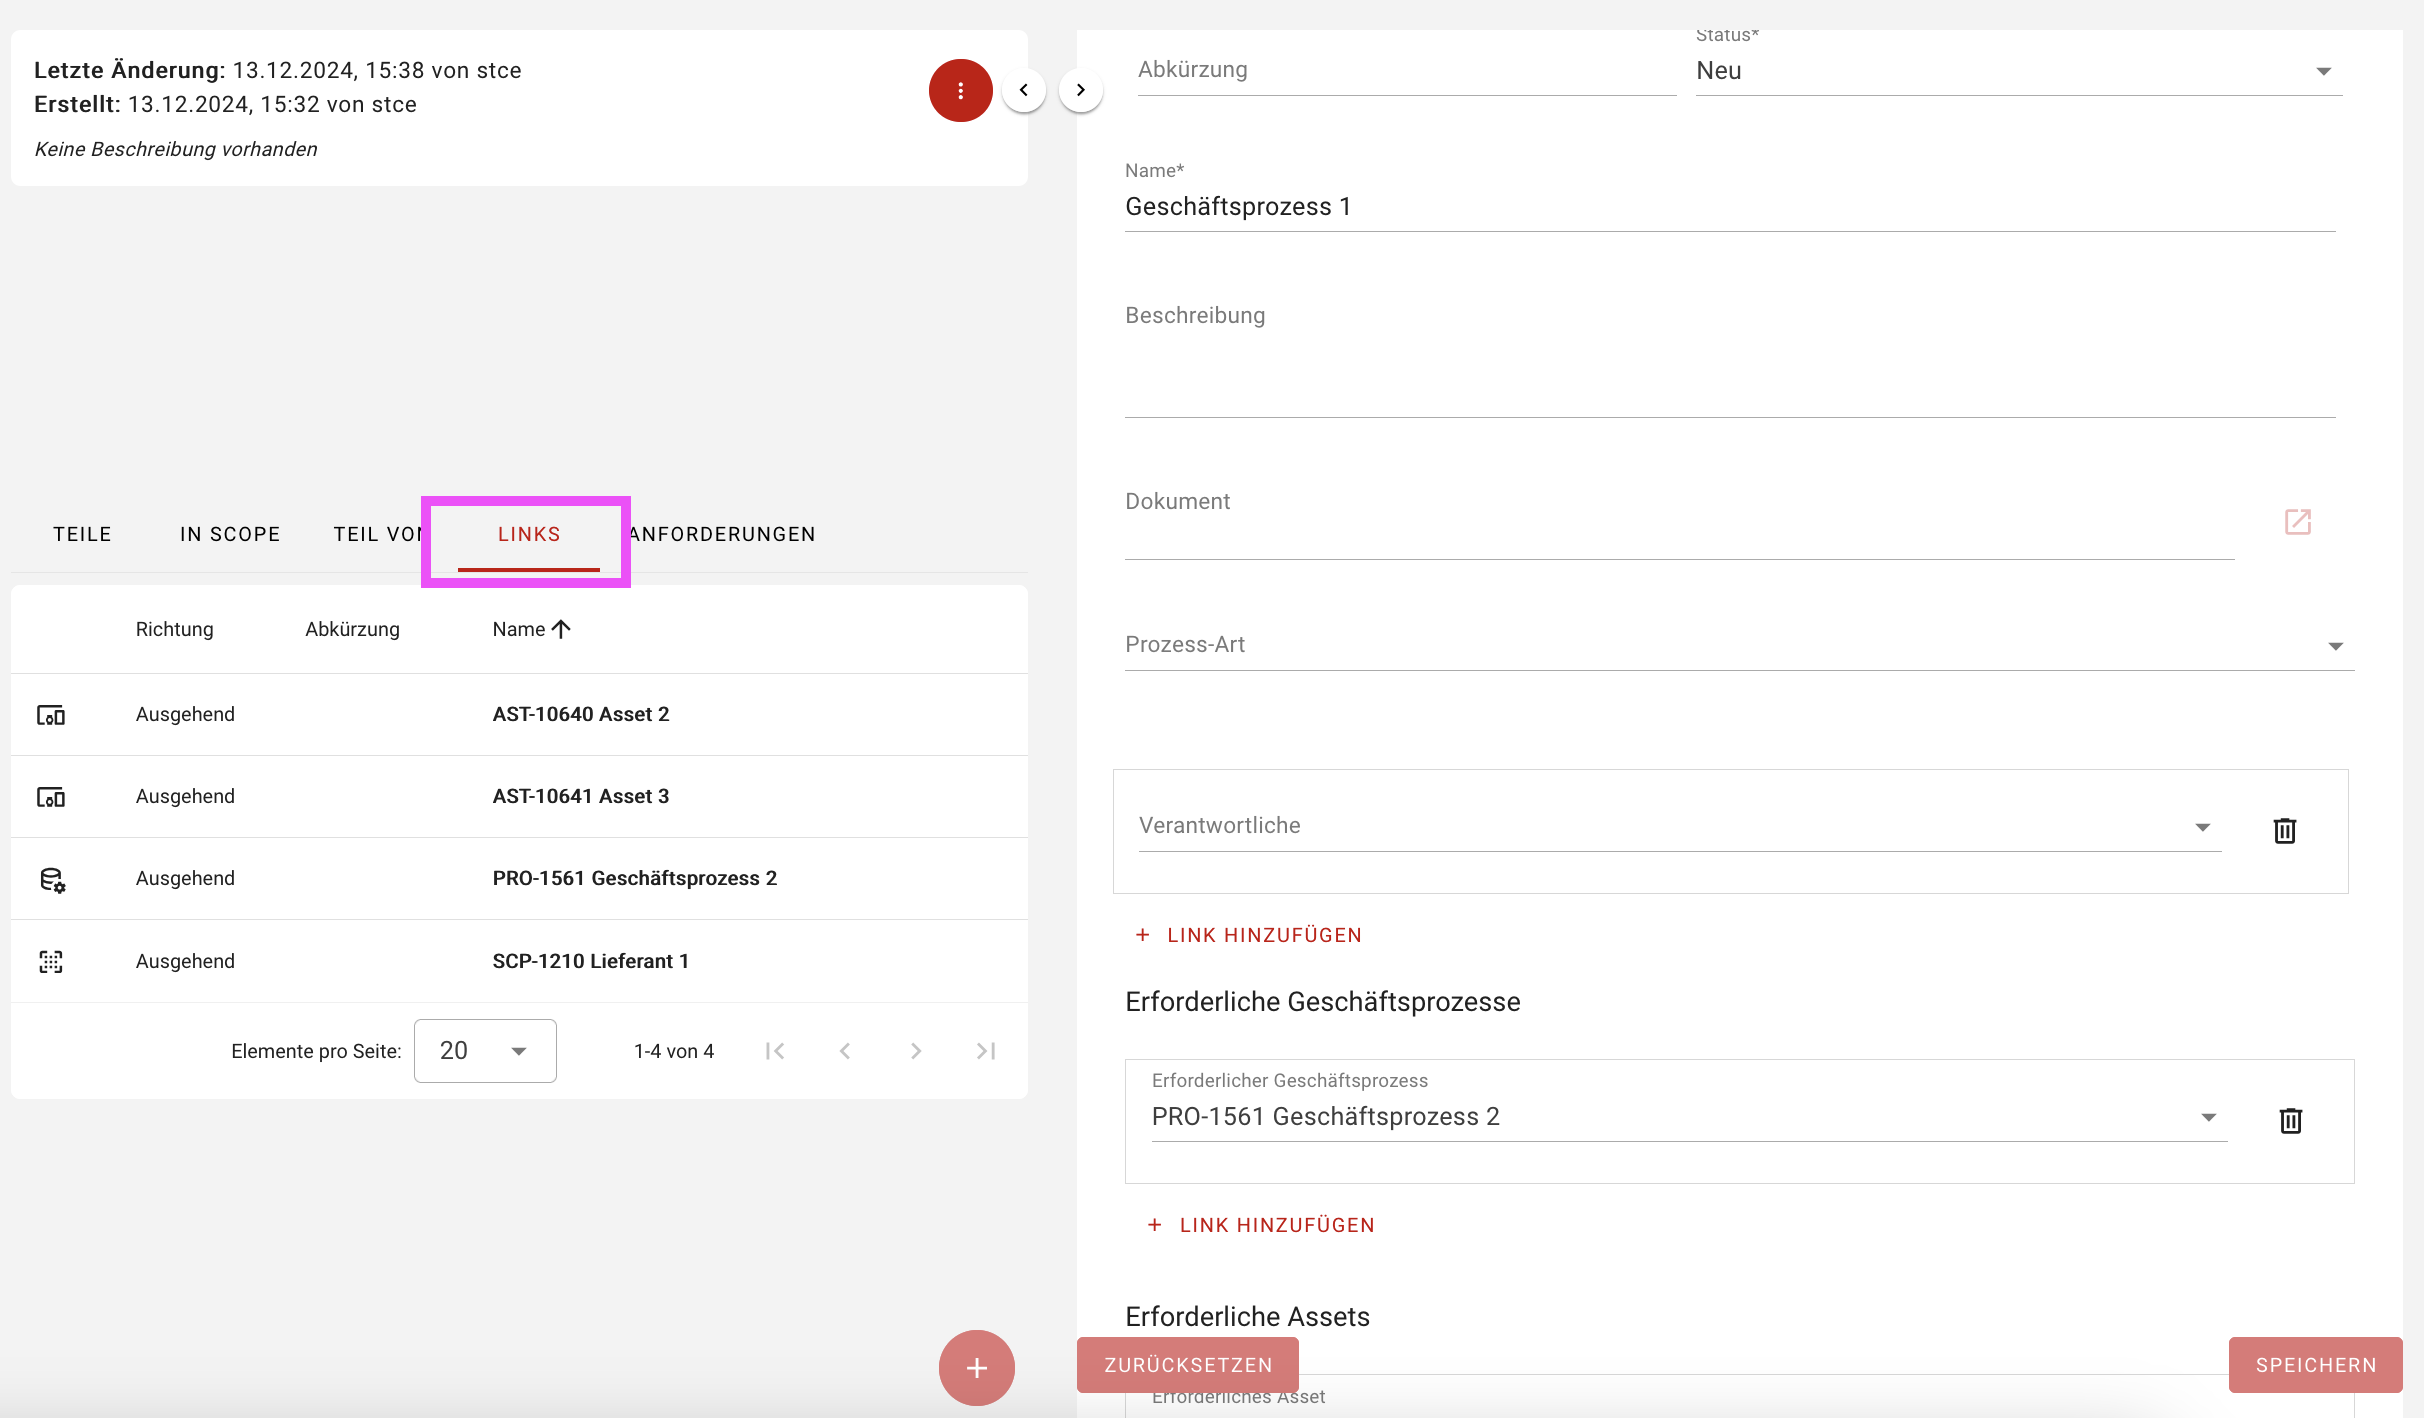 Letzte Änderung: 13.12.2024, 15:38 von stce
Erstellt: 13.12.2024, 15:32 von stce
Keine Beschreibung vorhanden
TEILE IN SCOPE TEIL VON LINKS ANFORDERUNGEN
Richtung Abkürzung Name
Ausgehend AST-10640 Asset 2
Ausgehend AST-10641 Asset 3
Ausgehend PRO-1561 Geschäftsprozess 2
Ausgehend SCP-1210 Lieferant 1
Elemente pro Seite: 20 1-4 von 4
Status*
Abkürzung Neu
Name*
Geschäftsprozess 1
Beschreibung
Dokument
Prozess-Art
Verantwortliche
+ LINK HINZUFÜGEN
Erforderliche Geschäftsprozesse
Erforderlicher Geschäftsprozess
PRO-1561 Geschäftsprozess 2
+ LINK HINZUFÜGEN
Erforderliche Assets
ZURÜCKSETZEN SPEICHERN
Erforderliches Asset